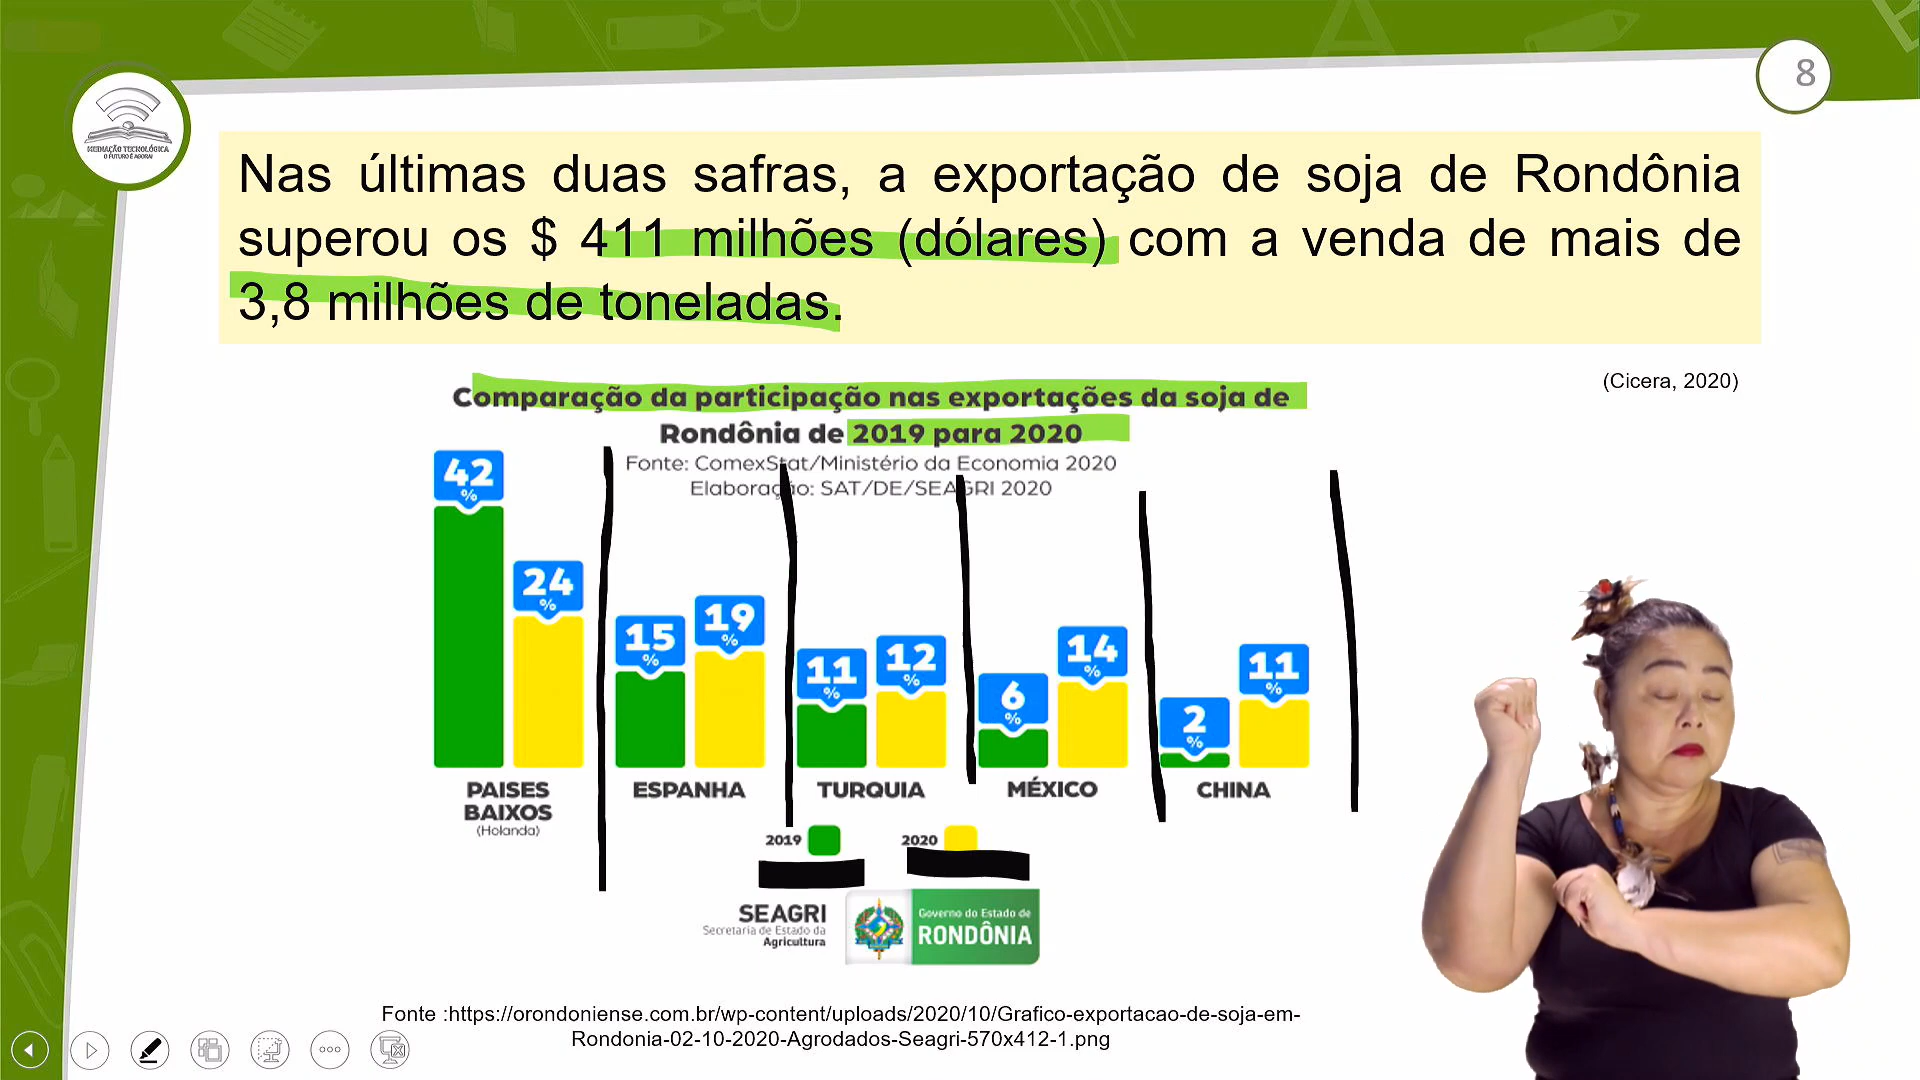 8
MEDIAÇÃO TECNOLÓGICA
O FUTURO É AGORA!
Nas últimas duas safras, a exportação de soja de Rondônia
superou os $ 411 milhões (dólares) com a venda de mais de
3,8 milhões de toneladas.
(Cicera, 2020)
Comparação da participação nas exportações da soja de
Rondônia de 2019 para 2020
Fonte: ComexStat/Ministério da Economia 2020
Elaboração: SAT/DE/SEAGRI 2020
42 %
24 %
15 %
19 %
11 %
12 %
6 %
14 %
2 %
11 %
PAISES
BAIXOS
(Holanda)
ESPANHA
TURQUIA
MÉXICO
CHINA
2019
2020
SEAGRI
Secretaria de Estado da
Agricultura
Governo do Estado de
RONDÔNIA
Fonte :https://orondoniense.com.br/wp-content/uploads/2020/10/Grafico-exportacao-de-soja-em-
Rondonia-02-10-2020-Agrodados-Seagri-570x412-1.png